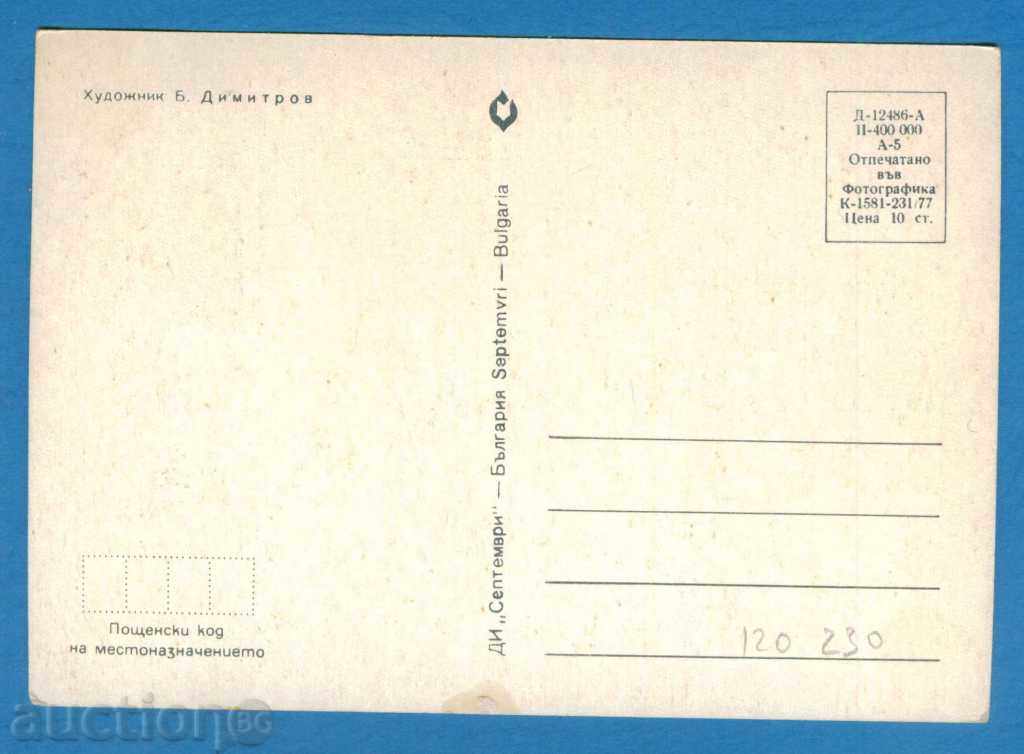 Художник Б. Димитров
Д-12486-А
П-400 000
А-5
Отпечатано
във
Фотографика
К-1581-231/77
Цена 10 ст.
ДИ „Септември" — България Septemvri — Bulgaria
Пощенски код
на местоназначението
120 230
auction BG